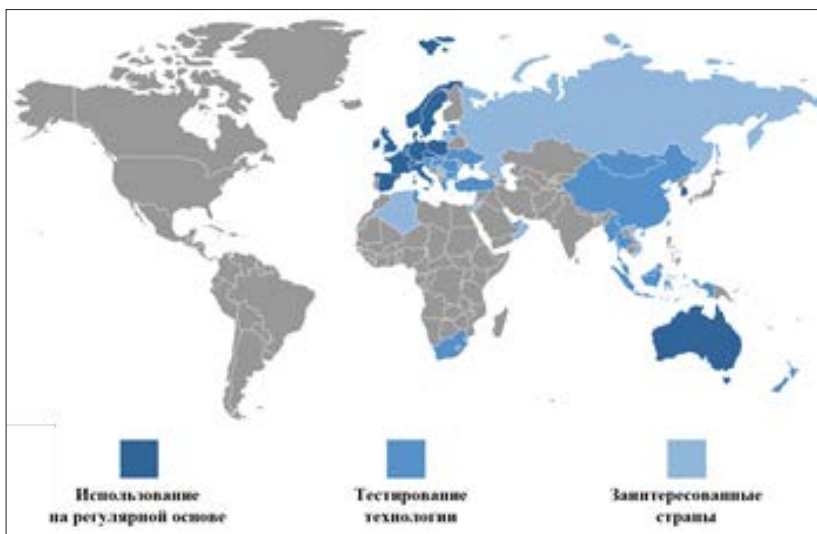 Использование
на регулярной основе
Тестирование
технологии
Заинтересованные
страны